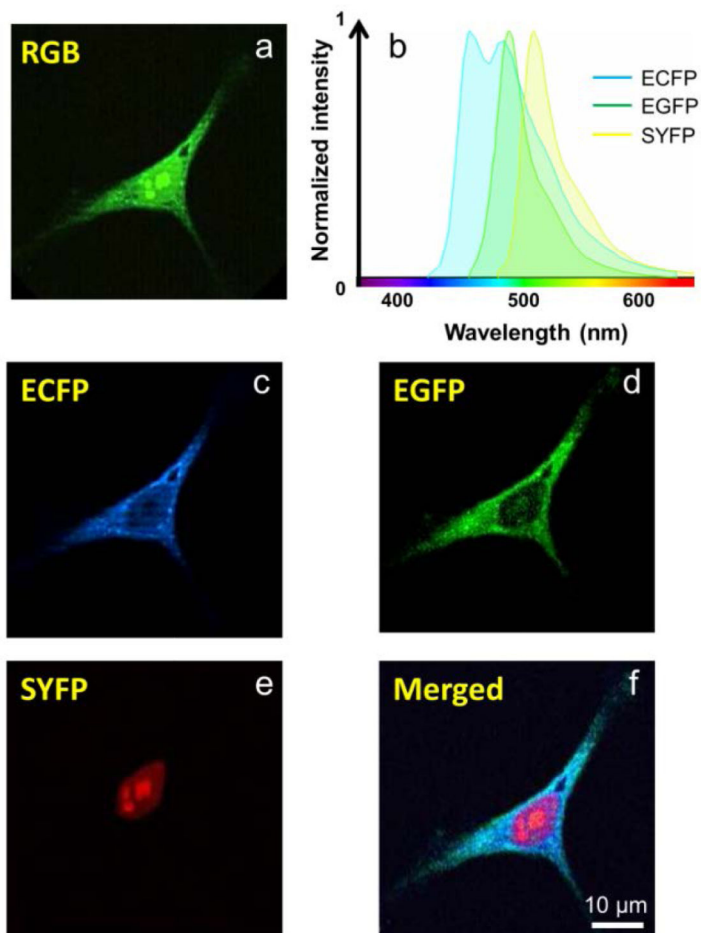 RGB
a
1
b
ECFP
EGFP
SYFP
Normalized intensity
0
400
500
600
Wavelength (nm)
ECFP
c
EGFP
d
SYFP
e
Merged
f
10 µm